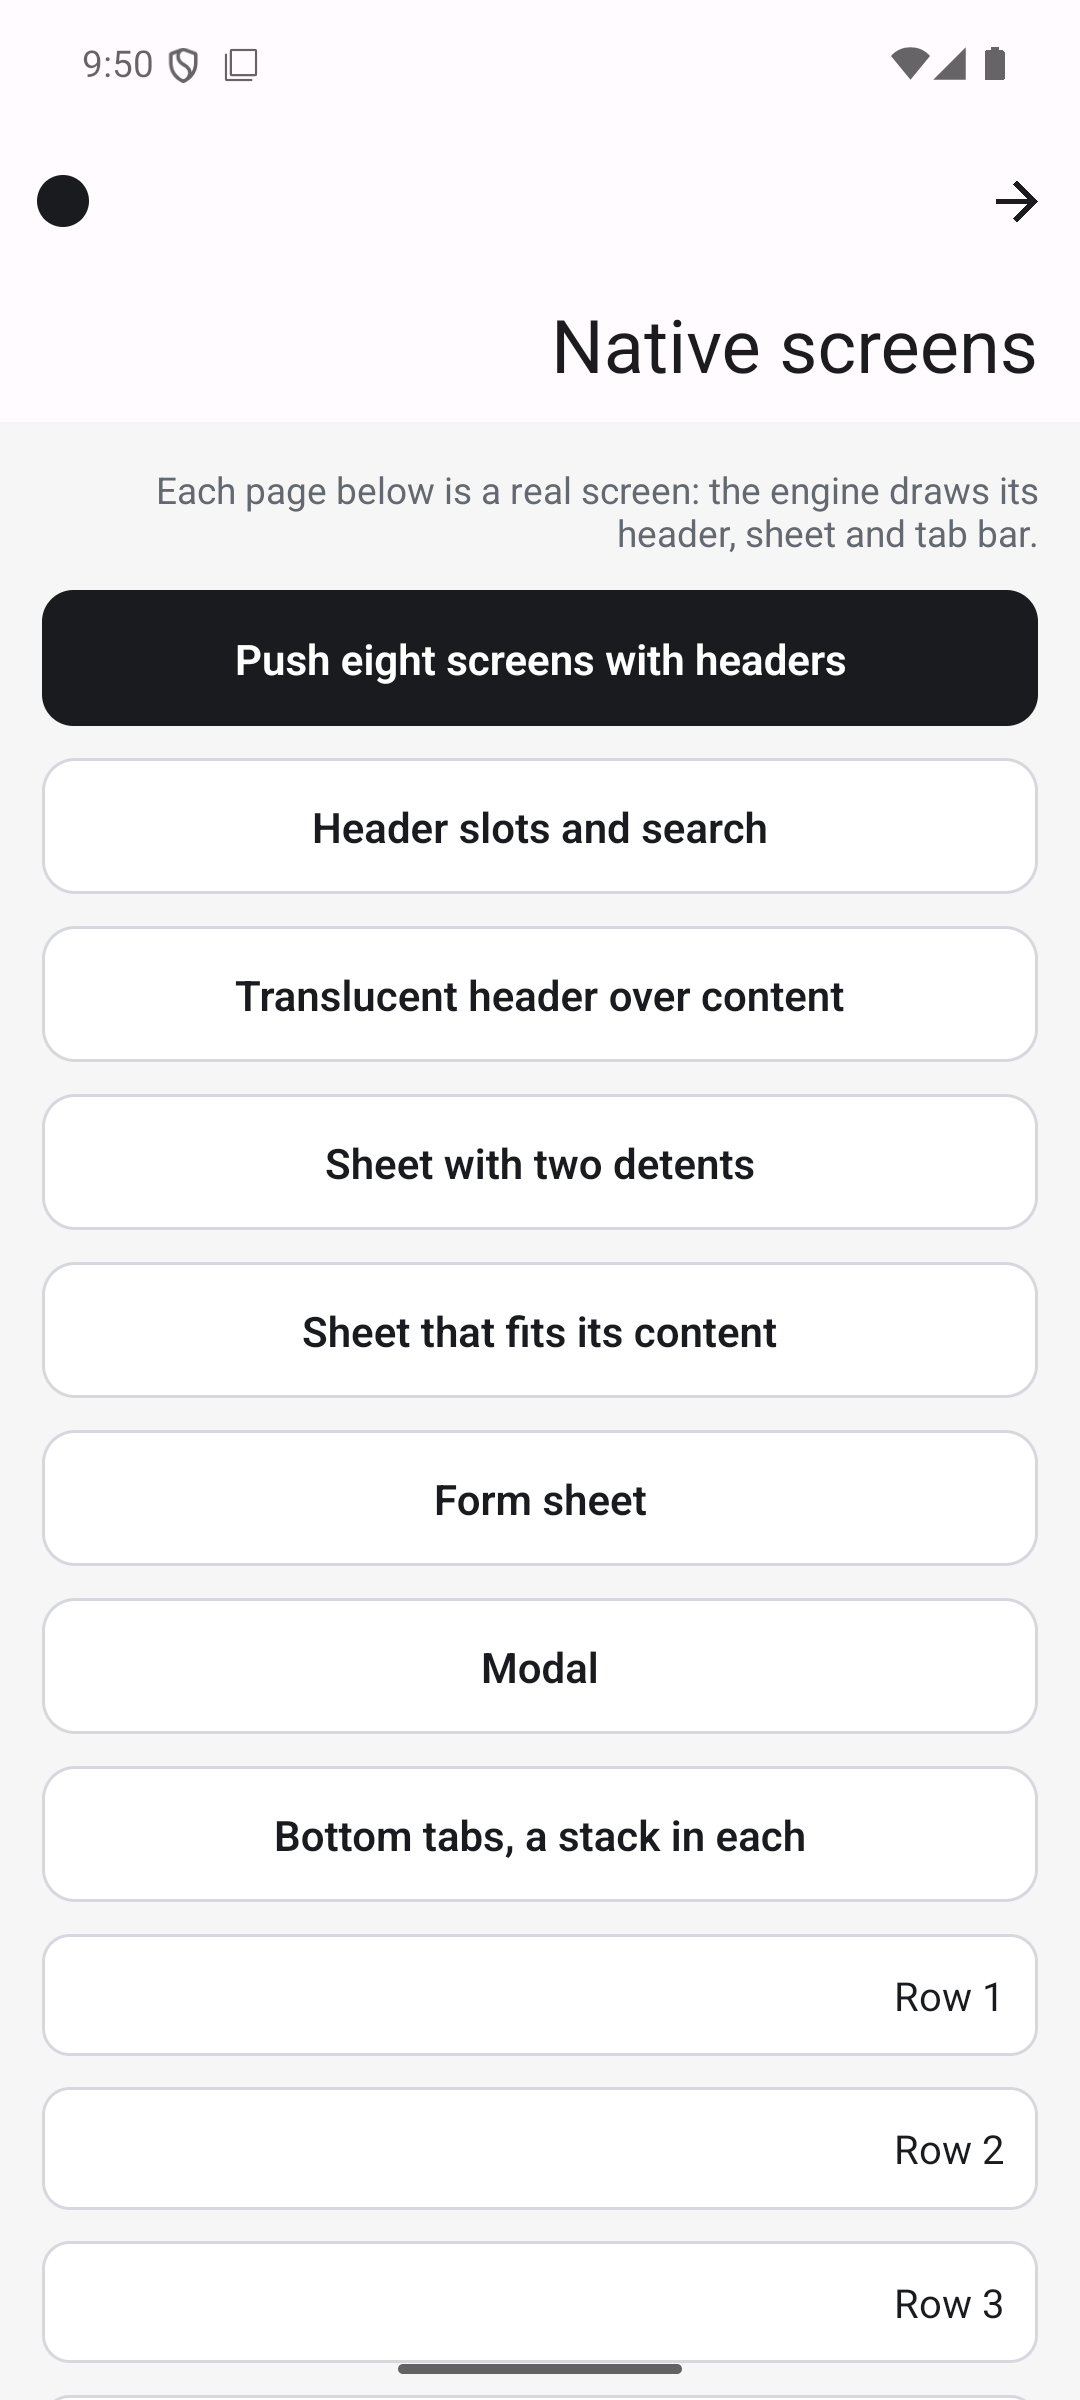 9:50
Native screens
Each page below is a real screen: the engine draws its
header, sheet and tab bar.
Push eight screens with headers
Header slots and search
Translucent header over content
Sheet with two detents
Sheet that fits its content
Form sheet
Modal
Bottom tabs, a stack in each
Row 1
Row 2
Row 3